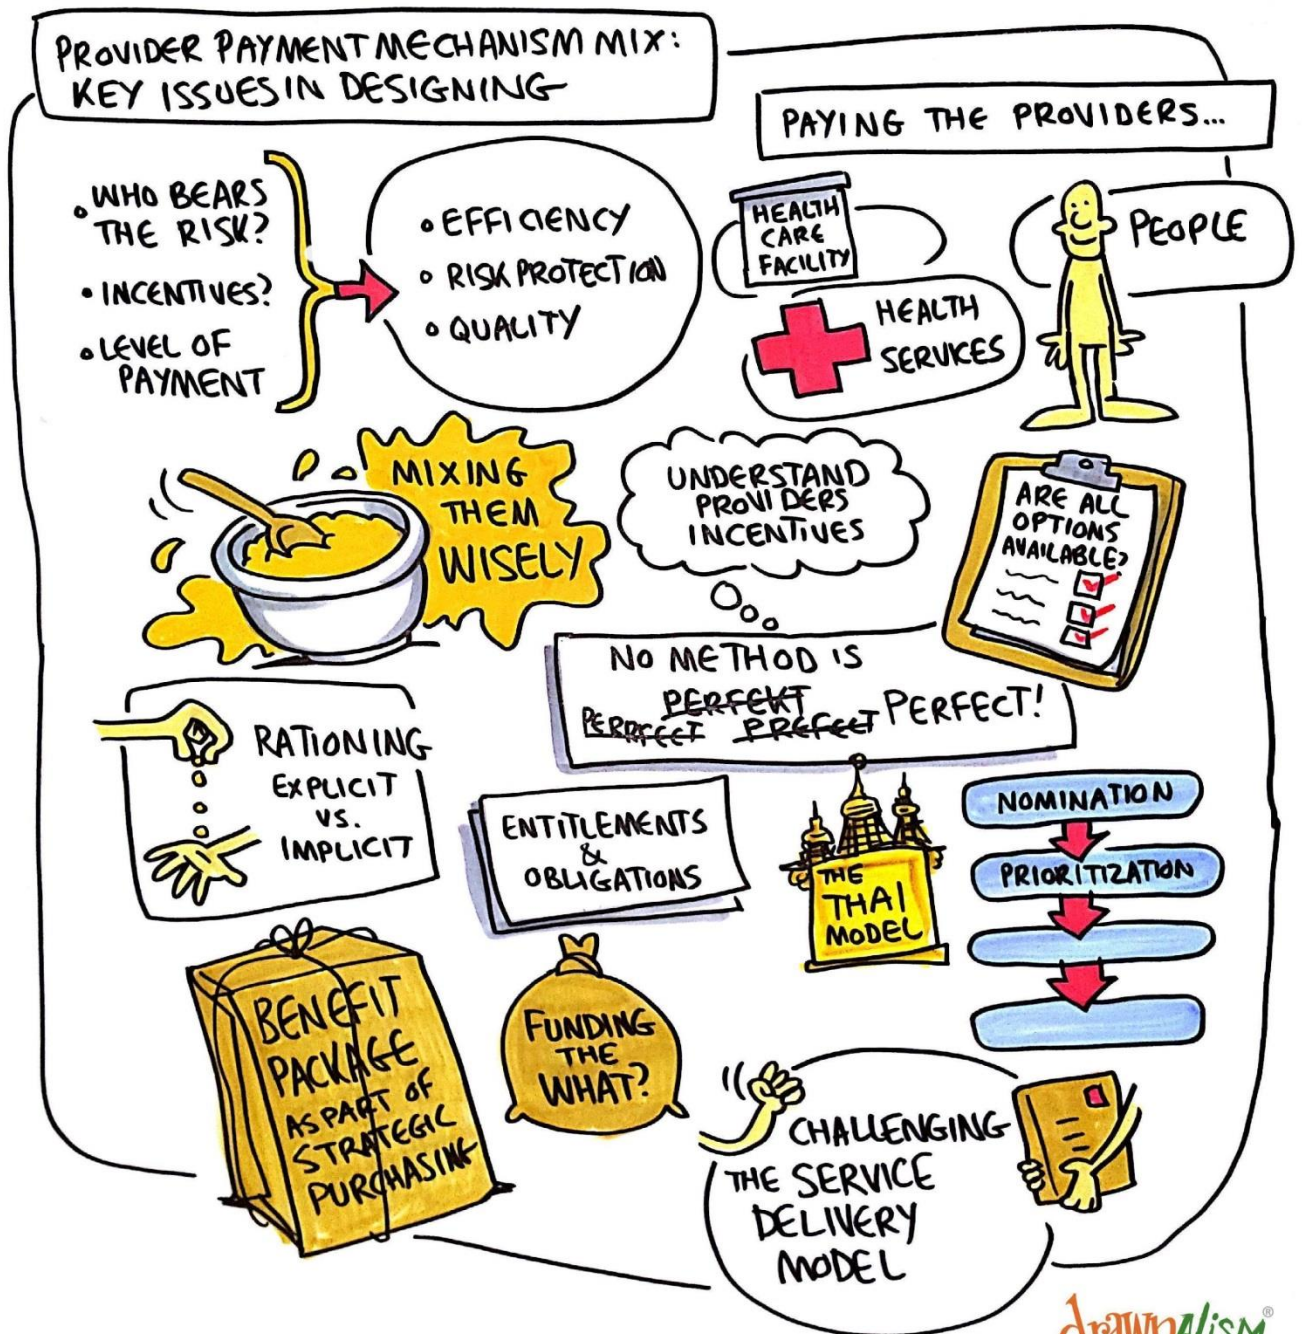 PROVIDER PAYMENT MECHANISM MIX:
KEY ISSUES IN DESIGNING
PAYING THE PROVIDERS...
• WHO BEARS
THE RISK?
• INCENTIVES?
• LEVEL OF
PAYMENT
• EFFICIENCY
• RISK PROTECTION
• QUALITY
HEALTH
CARE
FACILITY
PEOPLE
HEALTH
SERVICES
MIXING
THEM
WISELY
UNDERSTAND
PROVIDERS
INCENTIVES
ARE ALL
OPTIONS
AVAILABLE?
NO METHOD IS
PERFEKT
PERRFECT PREFECT PERFECT!
RATIONING
EXPLICIT
VS.
IMPLICIT
ENTITLEMENTS
&
OBLIGATIONS
THE
THAI
MODEL
NOMINATION
PRIORITIZATION
BENEFIT
PACKAGE
AS PART OF
STRATEGIC
PURCHASING
FUNDING
THE
WHAT?
CHALLENGING
THE SERVICE
DELIVERY
MODEL
drawnalism®